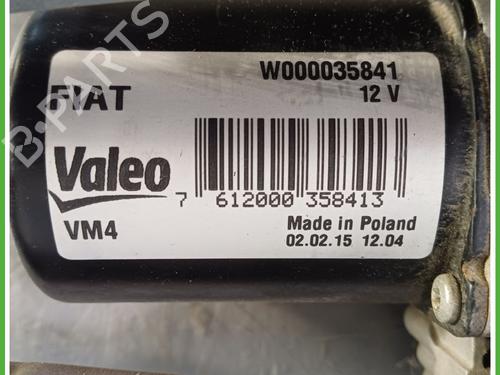 W000035841
FIAT
12 V
Valeo
7 612000 358413
VM4
Made in Poland
02.02.15 12.04
B-PARTS